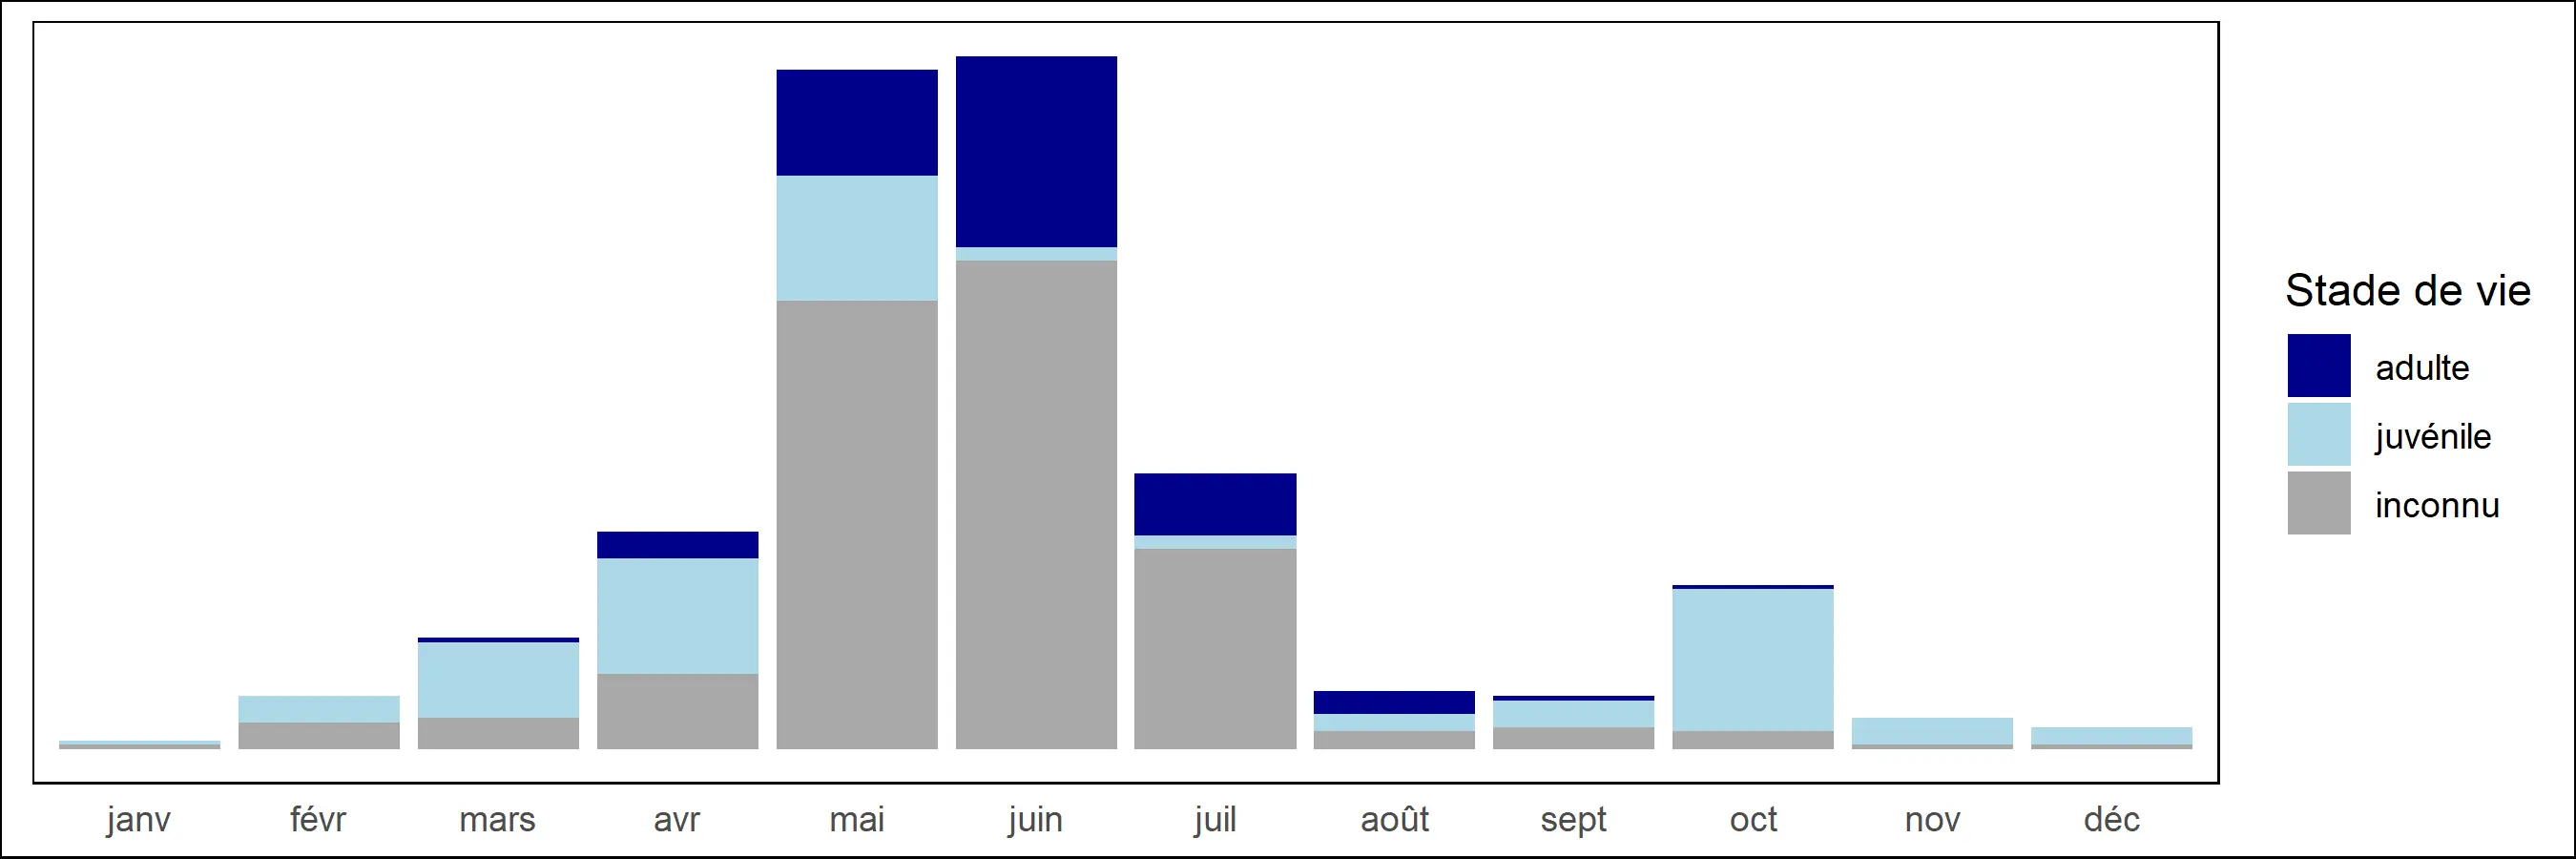 Stade de vie
adulte
juvénile
inconnu
janv févr mars avr mai juin juil août sept oct nov déc